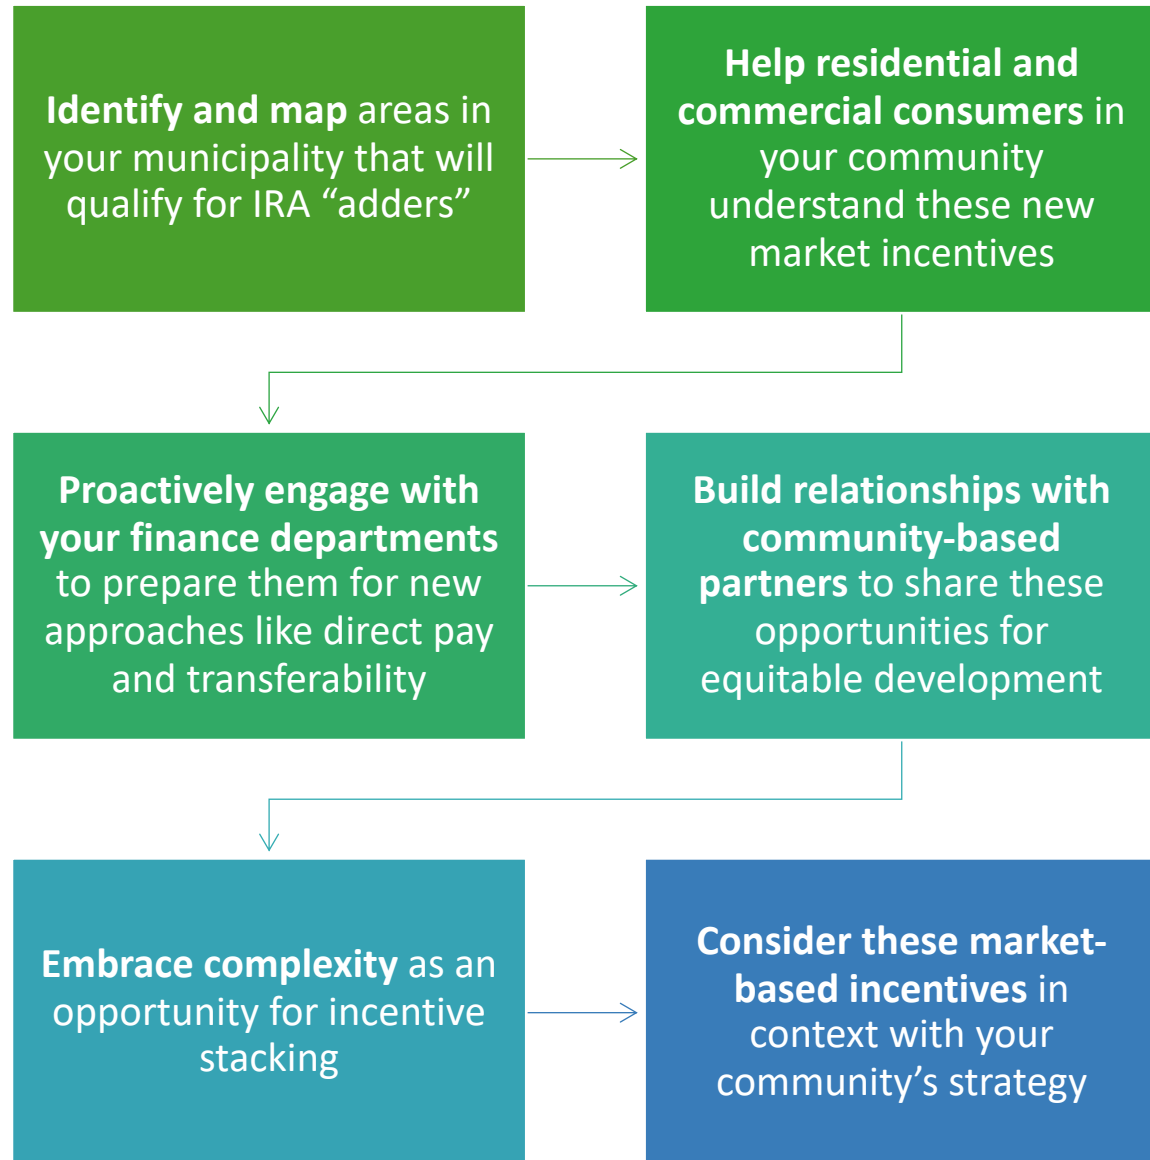 Identify and map areas in
your municipality that will
qualify for IRA “adders”
Help residential and
commercial consumers in
your community
understand these new
market incentives
Proactively engage with
your finance departments
to prepare them for new
approaches like direct pay
and transferability
Build relationships with
community-based
partners to share these
opportunities for
equitable development
Embrace complexity as an
opportunity for incentive
stacking
Consider these market-
based incentives in
context with your
community’s strategy